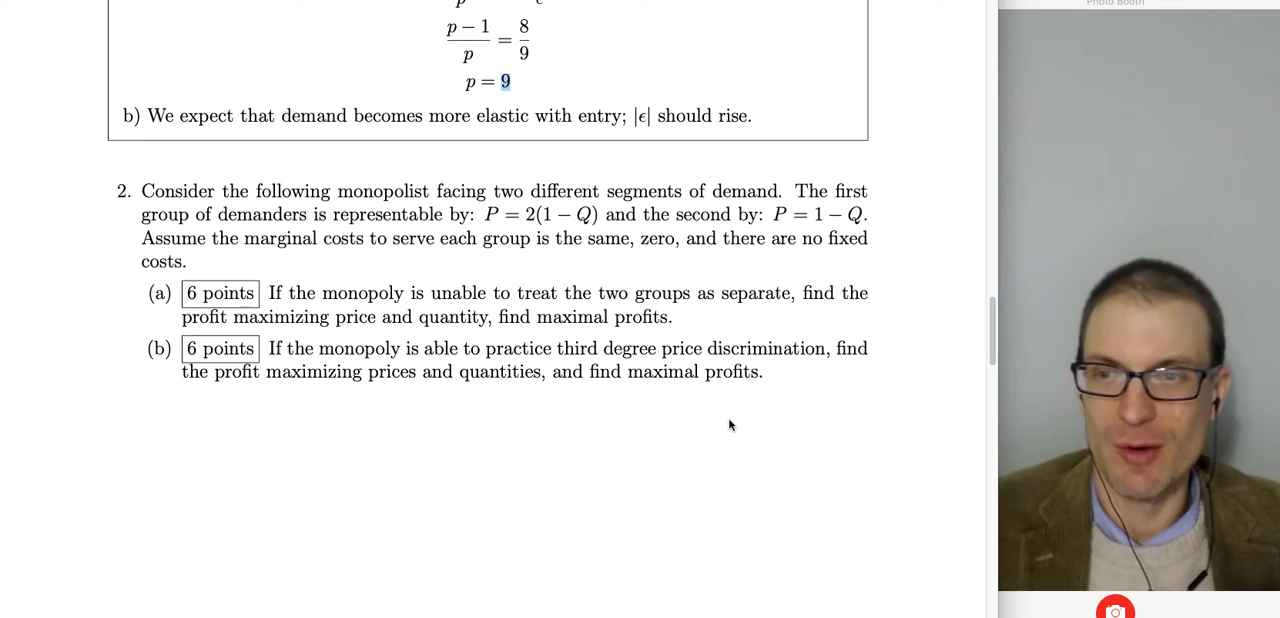 p − 1
8
=
p
9
p = 9
b) We expect that demand becomes more elastic with entry; |ϵ| should rise.
2. Consider the following monopolist facing two different segments of demand. The first
group of demanders is representable by: P = 2(1 − Q) and the second by: P = 1 − Q.
Assume the marginal costs to serve each group is the same, zero, and there are no fixed
costs.
(a) 6 points If the monopoly is unable to treat the two groups as separate, find the
profit maximizing price and quantity, find maximal profits.
(b) 6 points If the monopoly is able to practice third degree price discrimination, find
the profit maximizing prices and quantities, and find maximal profits.
Photo Booth